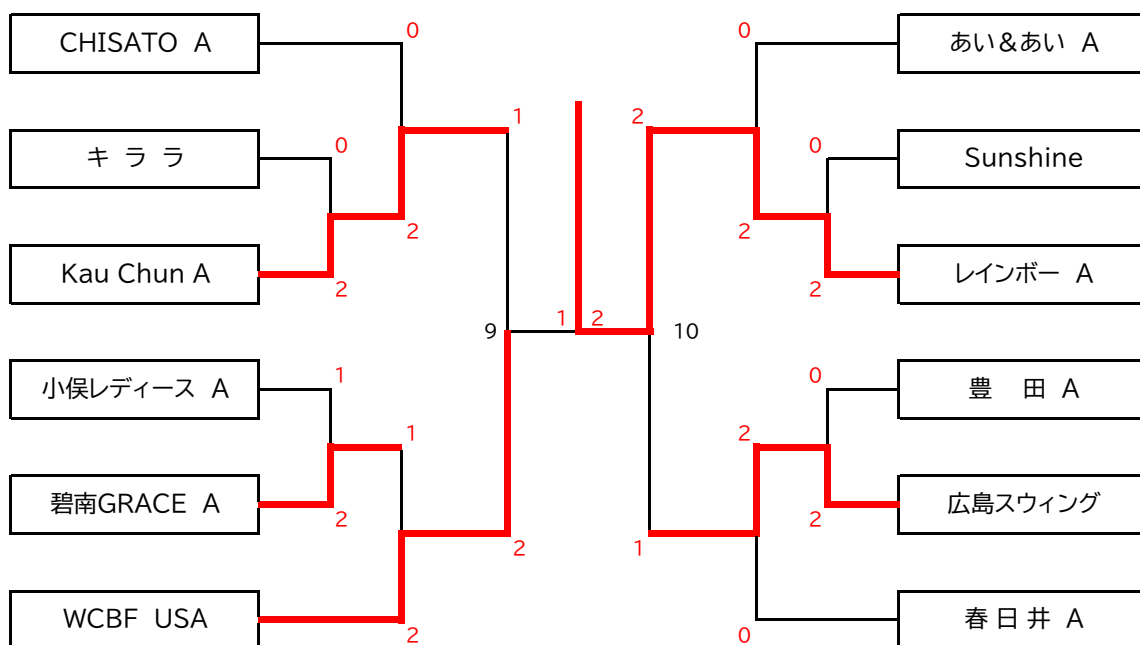 CHISATO A
0
0
あい&あい A
1
2
キララ
0
0
Sunshine
2
2
Kau Chun A
2
2
レインボー A
9
1
2
10
小俣レディース A
1
0
豊 田 A
1
2
碧南GRACE A
2
2
広島スウィング
2
1
WCBF USA
2
0
春日井 A